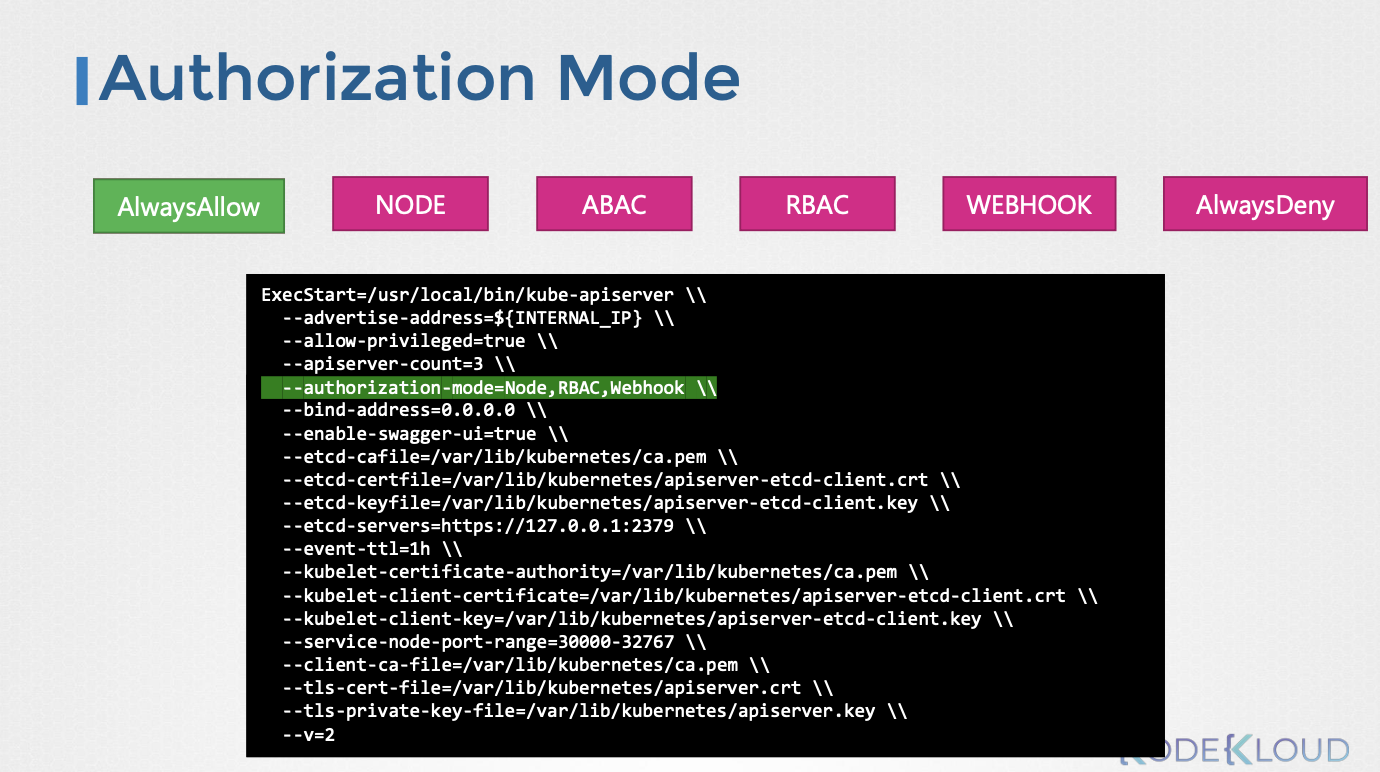 Authorization Mode
AlwaysAllow
NODE
ABAC
RBAC
WEBHOOK
AlwaysDeny
ExecStart=/usr/local/bin/kube-apiserver \\
--advertise-address=${INTERNAL_IP} \\
--allow-privileged=true \\
--apiserver-count=3 \\
--authorization-mode=Node,RBAC,Webhook \\
--bind-address=0.0.0.0 \\
--enable-swagger-ui=true \\
--etcd-cafile=/var/lib/kubernetes/ca.pem \\
--etcd-certfile=/var/lib/kubernetes/apiserver-etcd-client.crt \\
--etcd-keyfile=/var/lib/kubernetes/apiserver-etcd-client.key \\
--etcd-servers=https://127.0.0.1:2379 \\
--event-ttl=1h \\
--kubelet-certificate-authority=/var/lib/kubernetes/ca.pem \\
--kubelet-client-certificate=/var/lib/kubernetes/apiserver-etcd-client.crt \\
--kubelet-client-key=/var/lib/kubernetes/apiserver-etcd-client.key \\
--service-node-port-range=30000-32767 \\
--client-ca-file=/var/lib/kubernetes/ca.pem \\
--tls-cert-file=/var/lib/kubernetes/apiserver.crt \\
--tls-private-key-file=/var/lib/kubernetes/apiserver.key \\
--v=2
KODEKLOUD